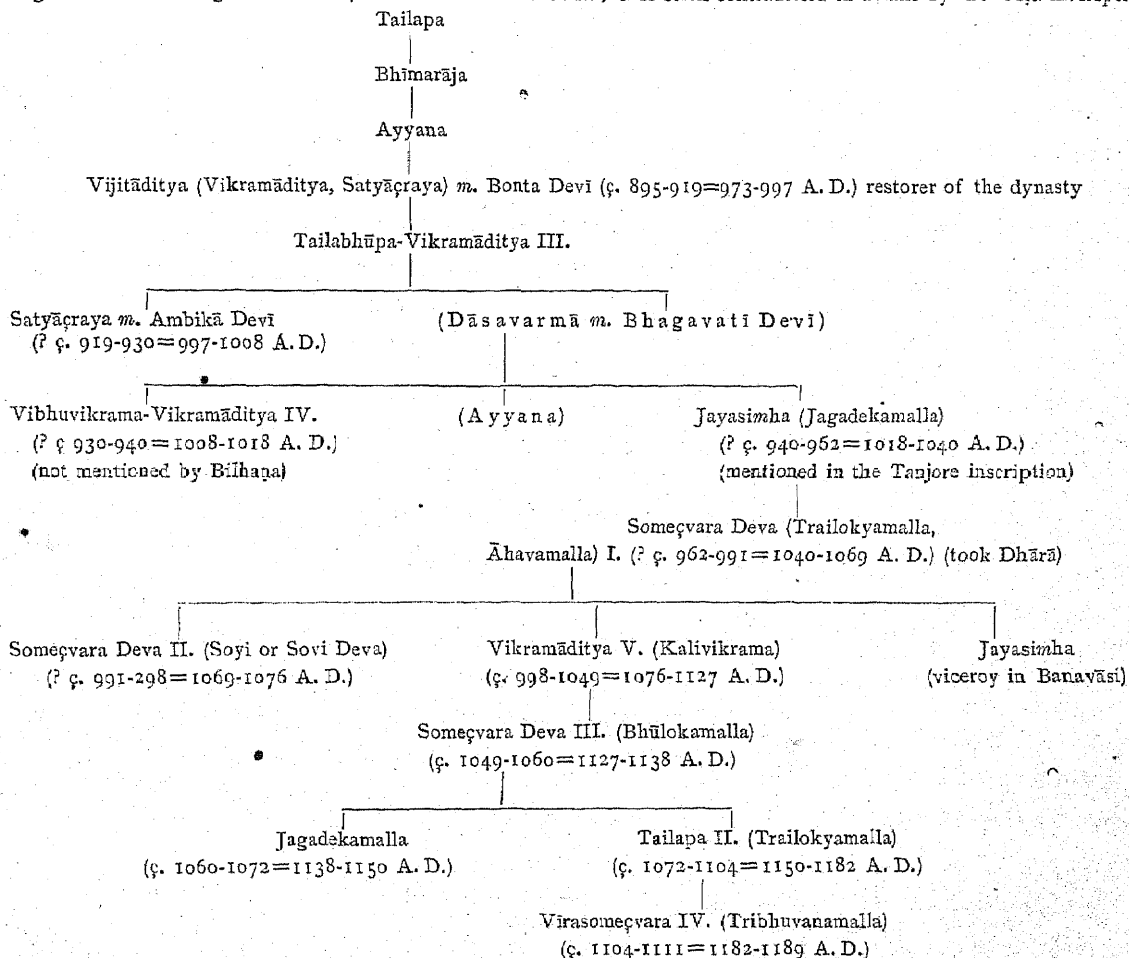 Tailapa
Bhīmarāja
Ayyana
Vijitāditya (Vikramāditya, Satyāçraya) m. Bonta Devī (ç. 895-919=973-997 A. D.) restorer of the dynasty
Tailabhūpa-Vikramāditya III.
Satyāçraya m. Ambikā Devī (Dāsavarmā m. Bhagavatī Devī)
(? ç. 919-930=997-1008 A. D.)
Vibhuvikrama-Vikramāditya IV. (Ayyana) Jayasimha (Jagadekamalla)
(? ç 930-940=1008-1018 A. D.) (? ç. 940-962=1018-1040 A. D.)
(not mentioned by Bilhaṇa) (mentioned in the Tanjore inscription)
Someçvara Deva (Trailokyamalla,
Āhavamalla) I. (? ç. 962-991=1040-1069 A. D.) (took Dhārā)
Someçvara Deva II. (Soyi or Sovi Deva) Vikramāditya V. (Kalivikrama) Jayasimha
(? ç. 991-298=1069-1076 A. D.) (ç. 998-1049=1076-1127 A. D.) (viceroy in Banavāsi)
Someçvara Deva III. (Bhūlokamalla)
(ç. 1049-1060=1127-1138 A. D.)
Jagadekamalla Tailapa II. (Trailokyamalla)
(ç. 1060-1072=1138-1150 A. D.) (ç. 1072-1104=1150-1182 A. D.)
Vīrasomeçvara IV. (Tribhuvanamalla)
(ç. 1104-1111=1182-1189 A. D.)